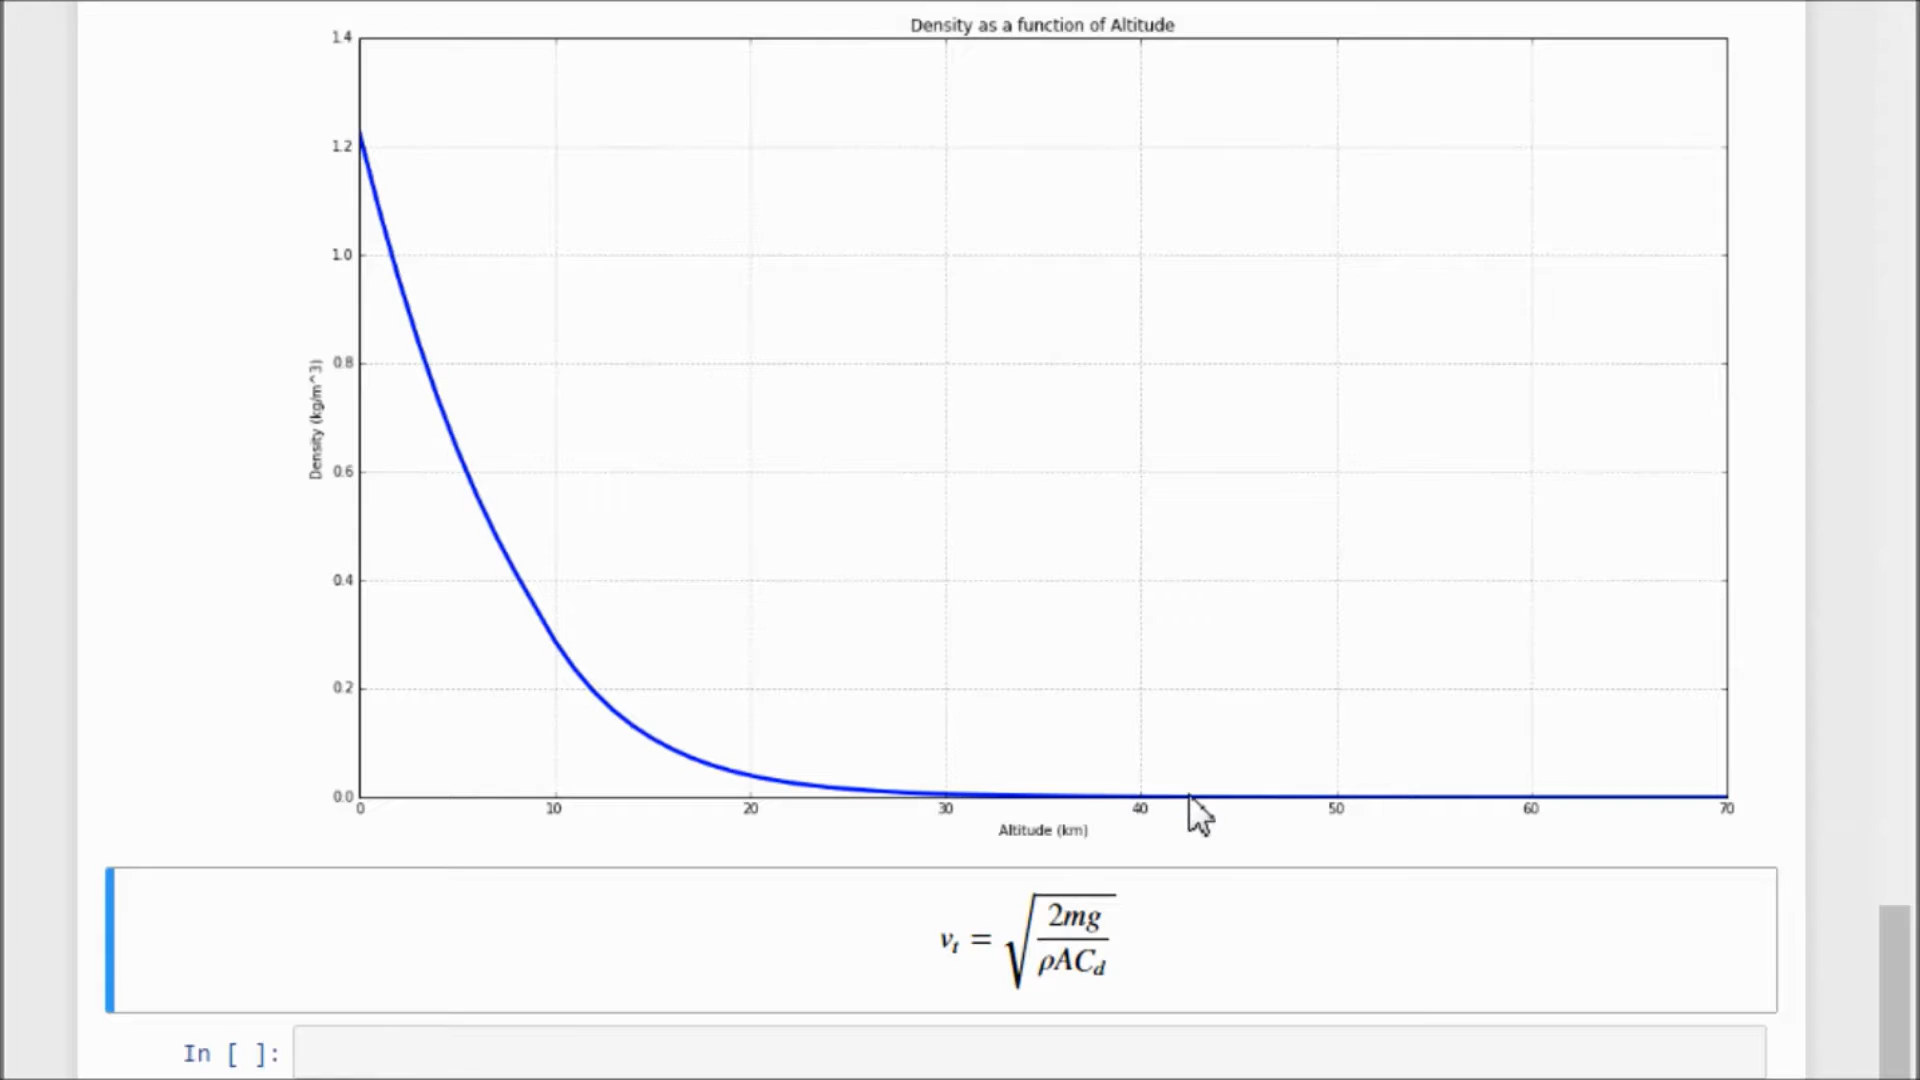 Density as a function of Altitude
1.4
1.2
1.0
0.8
0.6
0.4
0.2
0.0
Density (kg/m^3)
0 10 20 30 40 50 60 70
Altitude (km)
v_t = √(2mg / ρAC_d)
In [ ]: